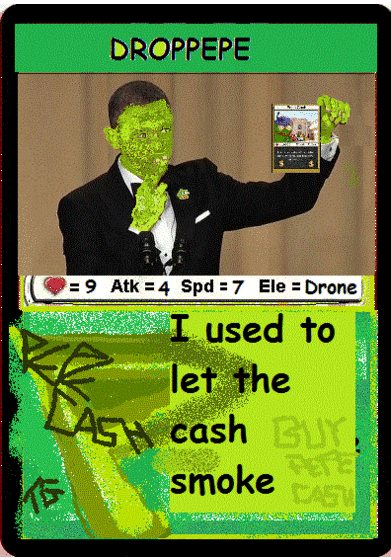 DROPPEPE
= 9 Atk = 4 Spd = 7 Ele = Drone
I used to
let the
cash
smoke
PEPE
CASH
BUY
PEPE
CASH
TG